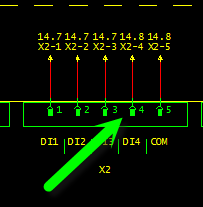 14.7 14.7 14.7 14.8 14.8
X2-1 X2-2 X2-3 X2-4 X2-5
1 2 3 4 5
DI1 DI2 DI4 COM
X2